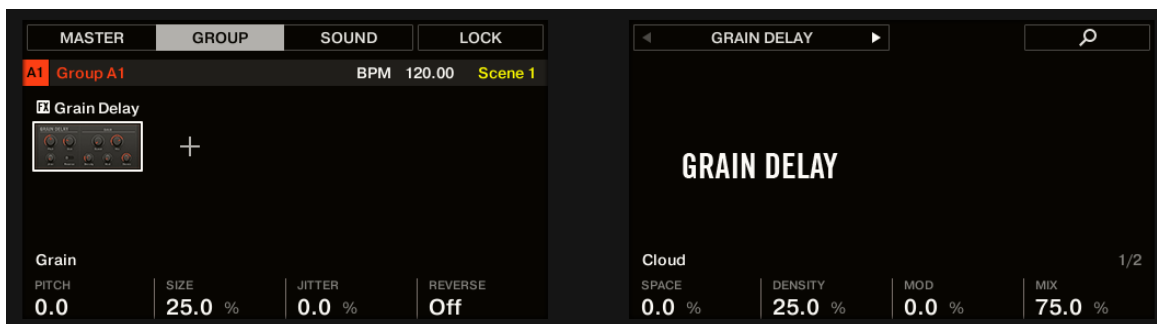 MASTER GROUP SOUND LOCK
A1 Group A1 BPM 120.00 Scene 1
FX Grain Delay
Grain
PITCH SIZE JITTER REVERSE
0.0 25.0 % 0.0 % Off
GRAIN DELAY
GRAIN DELAY
Cloud 1/2
SPACE DENSITY MOD MIX
0.0 % 25.0 % 0.0 % 75.0 %